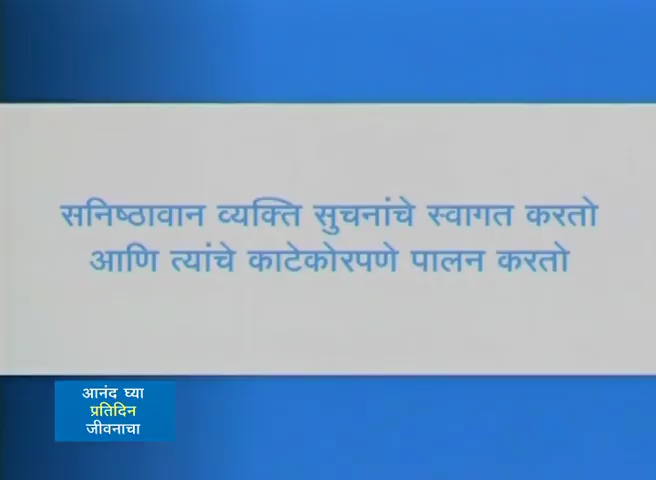 सनिष्ठावान व्यक्ति सुचनांचे स्वागत करतो
आणि त्यांचे काटेकोरपणे पालन करतो
आनंद घ्या
प्रतिदिन
जीवनाचा